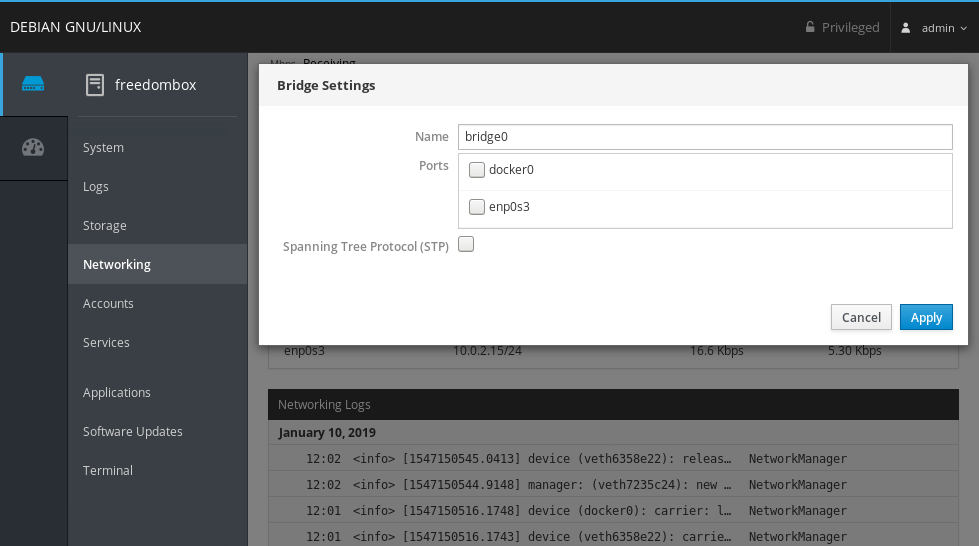 DEBIAN GNU/LINUX
Privileged
admin
freedombox
System
Logs
Storage
Networking
Accounts
Services
Applications
Software Updates
Terminal
Mbps Receiving
Bridge Settings
Name bridge0
Ports docker0
enp0s3
Spanning Tree Protocol (STP)
Cancel Apply
enp0s3 10.0.2.15/24 16.6 Kbps 5.30 Kbps
Networking Logs
January 10, 2019
12:02 <info> [1547150545.0413] device (veth6358e22): releas… NetworkManager
12:02 <info> [1547150544.9148] manager: (veth7235c24): new … NetworkManager
12:01 <info> [1547150516.1748] device (docker0): carrier: l… NetworkManager
12:01 <info> [1547150516.1743] device (veth6358e22): carrie… NetworkManager